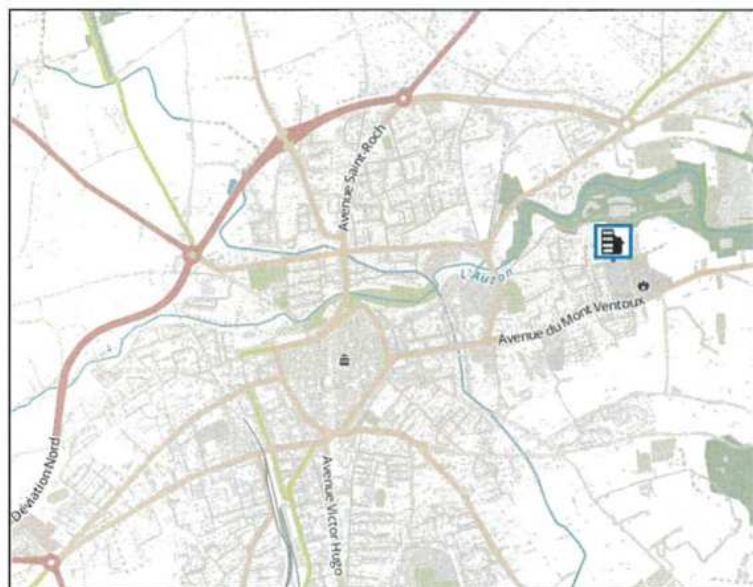 Avenue Saint-Roch
L'Auzon
Avenue du Mont Ventoux
Déviation Nord
Avenue Victor Hugo